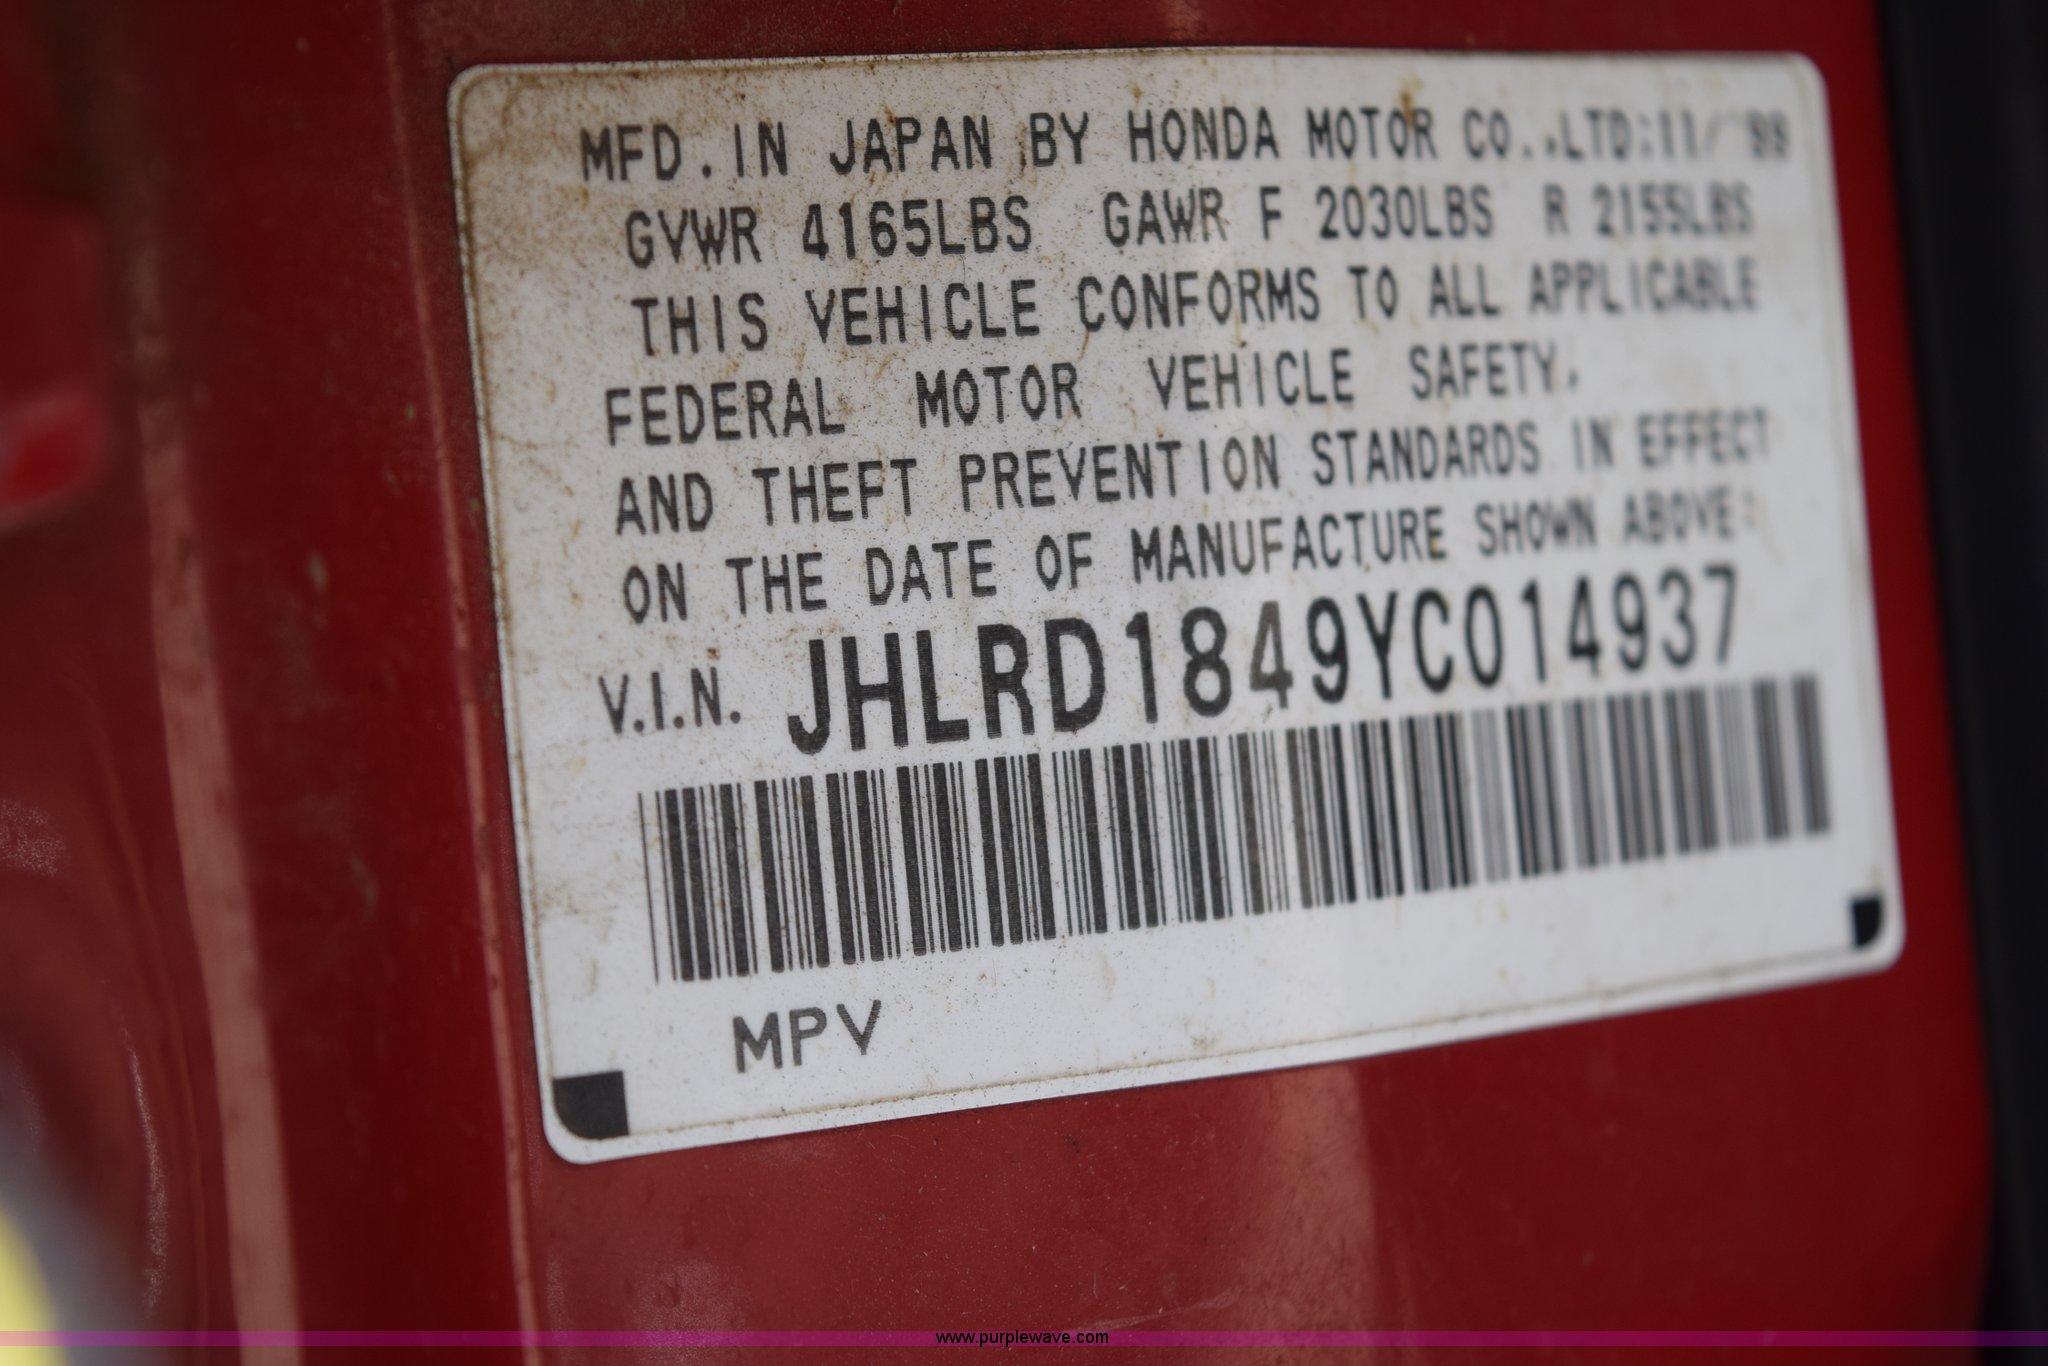 MFD. IN JAPAN BY HONDA MOTOR CO.,LTD:11/'99
GVWR 4165LBS GAWR F 2030LBS R 2155LBS
THIS VEHICLE CONFORMS TO ALL APPLICABLE
FEDERAL MOTOR VEHICLE SAFETY,
AND THEFT PREVENTION STANDARDS IN EFFECT
ON THE DATE OF MANUFACTURE SHOWN ABOVE:
V.I.N. JHLRD1849YC014937
MPV
www.purplewave.com